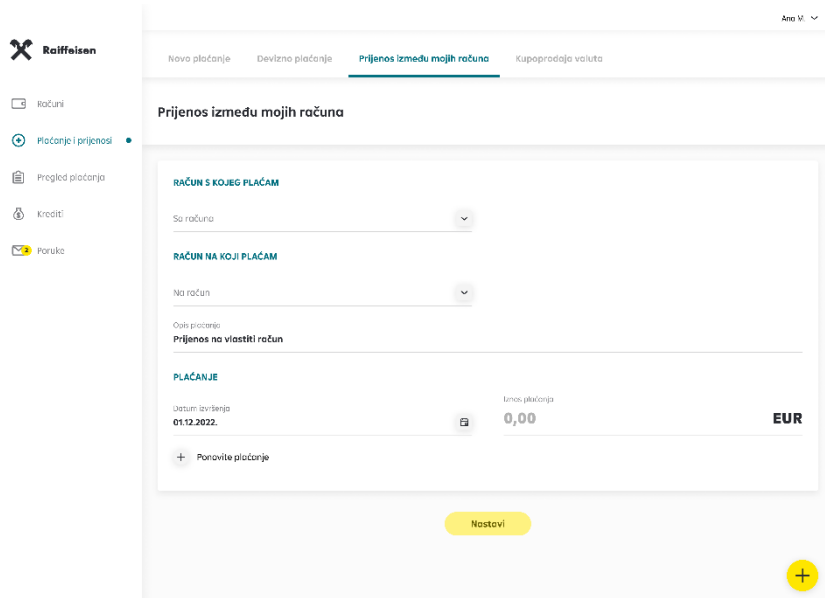 Ana M.
Raiffeisen
Novo plaćanje
Devizno plaćanje
Prijenos između mojih računa
Kupoprodaja valuta
Računi
Plaćanje i prijenosi
Pregled plaćanja
Krediti
2
Poruke
Prijenos između mojih računa
RAČUN S KOJEG PLAĆAM
Sa računa
RAČUN NA KOJI PLAĆAM
Na račun
Opis plaćanja
Prijenos na vlastiti račun
PLAĆANJE
Datum izvršenja
01.12.2022.
Iznos plaćanja
0,00 EUR
Ponovite plaćanje
Nastavi